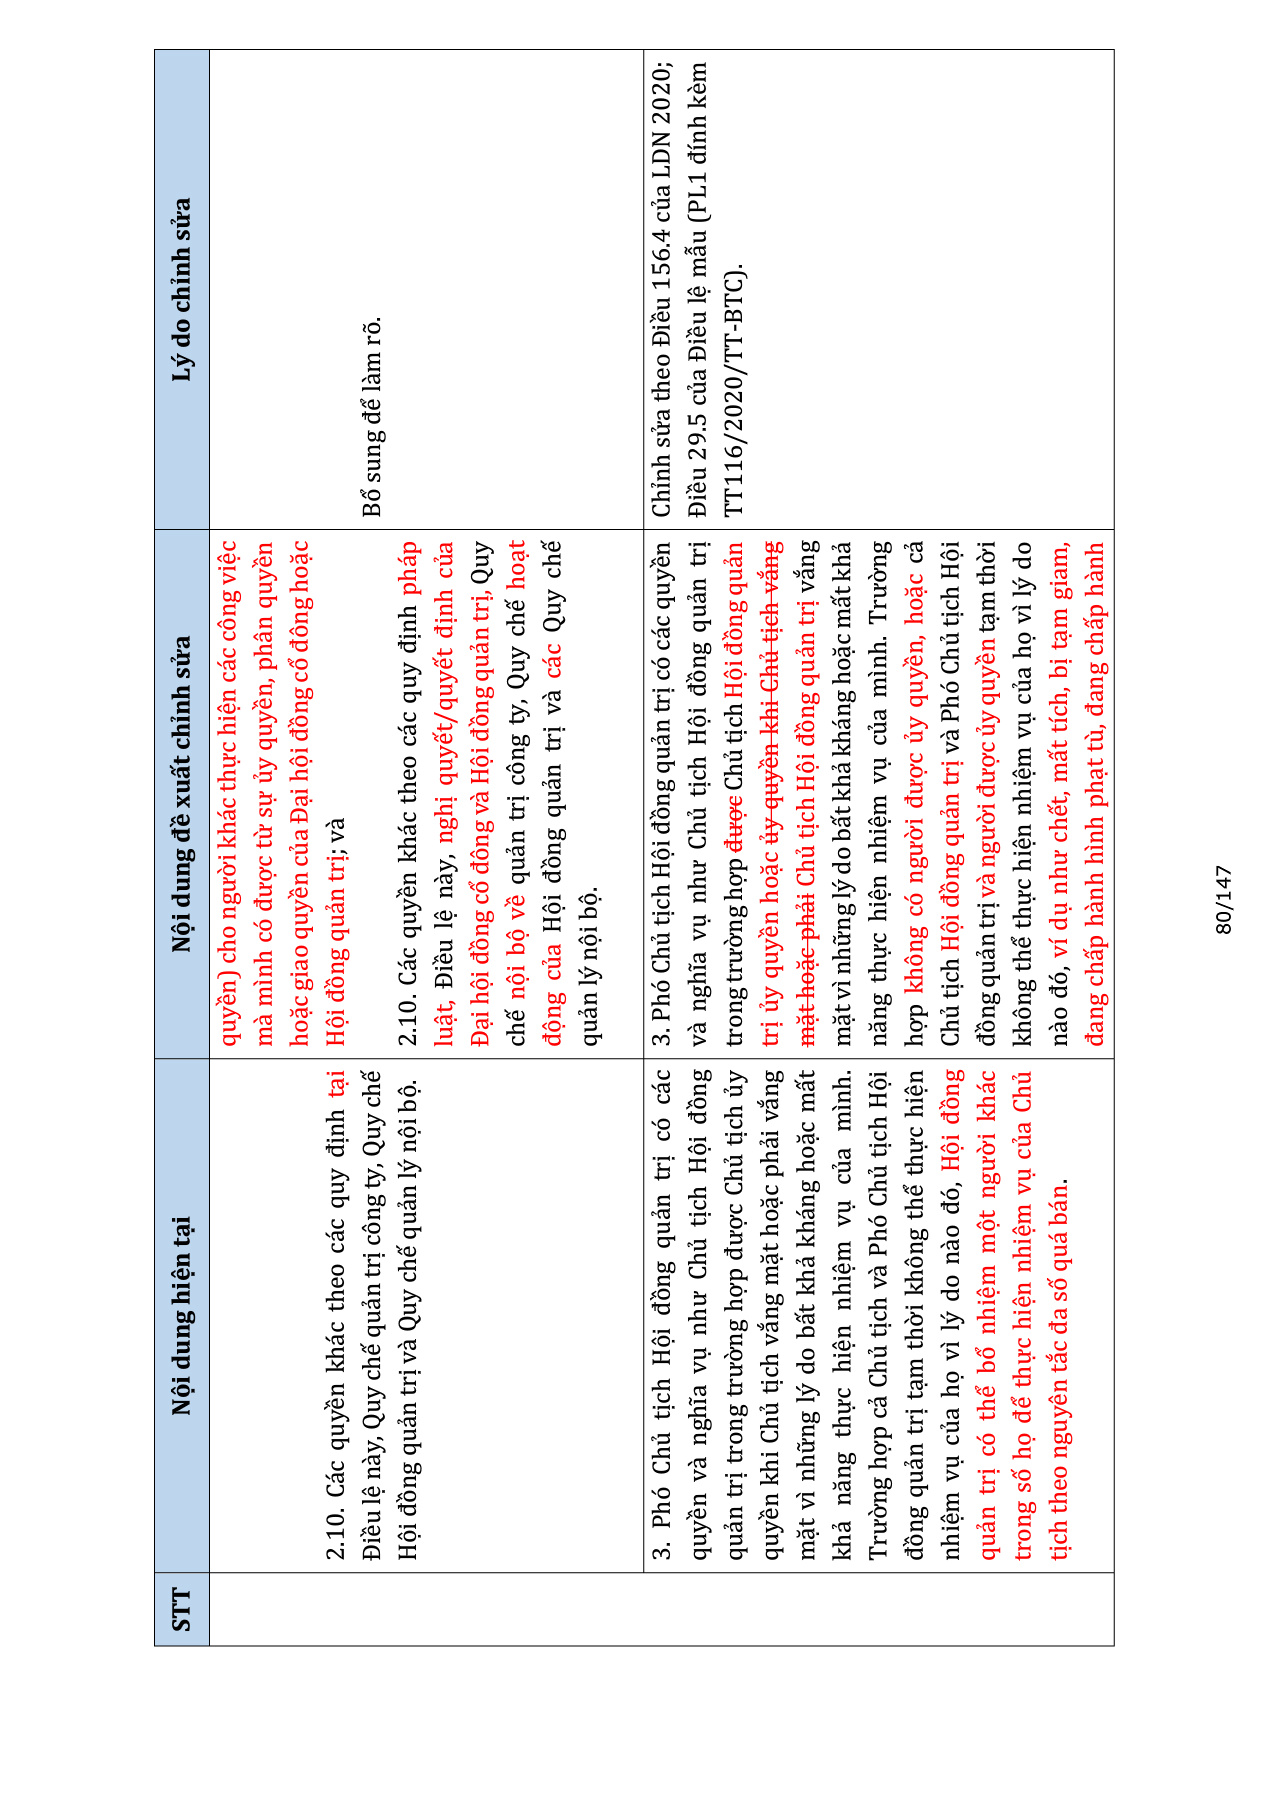 STT
Nội dung hiện tại
Nội dung đề xuất chỉnh sửa
Lý do chỉnh sửa
2.10. Các quyền khác theo các quy định tại
Điều lệ này, Quy chế quản trị công ty, Quy chế
Hội đồng quản trị và Quy chế quản lý nội bộ.
quyền) cho người khác thực hiện các công việc
mà mình có được từ sự ủy quyền, phân quyền
hoặc giao quyền của Đại hội đồng cổ đông hoặc
Hội đồng quản trị; và
2.10. Các quyền khác theo các quy định pháp
luật, Điều lệ này, nghị quyết/quyết định của
Đại hội đồng cổ đông và Hội đồng quản trị, Quy
chế nội bộ về quản trị công ty, Quy chế hoạt
động của Hội đồng quản trị và các Quy chế
quản lý nội bộ.
Bổ sung để làm rõ.
3. Phó Chủ tịch Hội đồng quản trị có các
quyền và nghĩa vụ như Chủ tịch Hội đồng
quản trị trong trường hợp được Chủ tịch ủy
quyền khi Chủ tịch vắng mặt hoặc phải vắng
mặt vì những lý do bất khả kháng hoặc mất
khả năng thực hiện nhiệm vụ của mình.
Trường hợp cả Chủ tịch và Phó Chủ tịch Hội
đồng quản trị tạm thời không thể thực hiện
nhiệm vụ của họ vì lý do nào đó, Hội đồng
quản trị có thể bổ nhiệm một người khác
trong số họ để thực hiện nhiệm vụ của Chủ
tịch theo nguyên tắc đa số quá bán.
3. Phó Chủ tịch Hội đồng quản trị có các quyền
và nghĩa vụ như Chủ tịch Hội đồng quản trị
trong trường hợp được Chủ tịch Hội đồng quản
trị ủy quyền hoặc ủy quyền khi Chủ tịch vắng
mặt hoặc phải Chủ tịch Hội đồng quản trị vắng
mặt vì những lý do bất khả kháng hoặc mất khả
năng thực hiện nhiệm vụ của mình. Trường
hợp không có người được ủy quyền, hoặc cả
Chủ tịch Hội đồng quản trị và Phó Chủ tịch Hội
đồng quản trị và người được ủy quyền tạm thời
không thể thực hiện nhiệm vụ của họ vì lý do
nào đó, ví dụ như chết, mất tích, bị tạm giam,
đang chấp hành hình phạt tù, đang chấp hành
Chỉnh sửa theo Điều 156.4 của LDN 2020;
Điều 29.5 của Điều lệ mẫu (PL1 đính kèm
TT116/2020/TT-BTC).
80/147